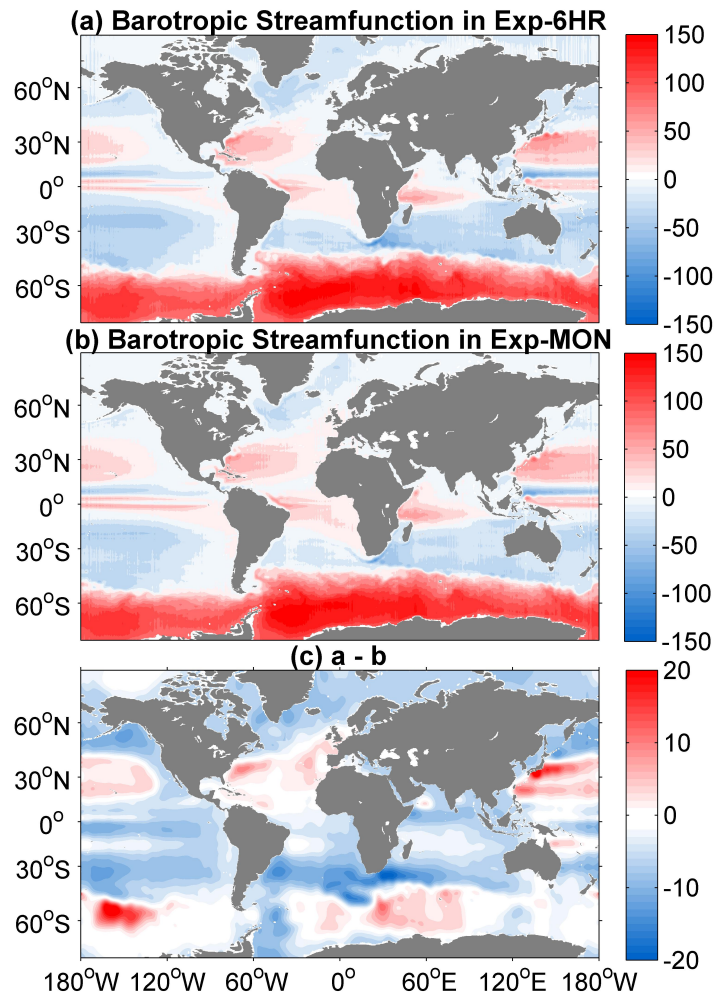 (a) Barotropic Streamfunction in Exp-6HR
150
100
50
0
-50
-100
-150
60°N
30°N
0°
30°S
60°S
(b) Barotropic Streamfunction in Exp-MON
150
100
50
0
-50
-100
-150
60°N
30°N
0°
30°S
60°S
(c) a - b
20
10
0
-10
-20
60°N
30°N
0°
30°S
60°S
180°W 120°W 60°W 0° 60°E 120°E 180°W